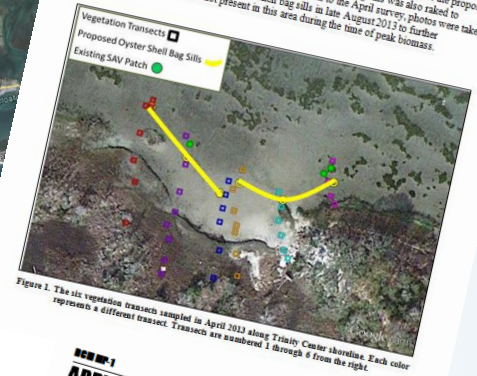 was also raked to
to the April survey, photos were take
bag sills in late August 2013 to further
present in this area during the time of peak biomass.
Vegetation Transects
Proposed Oyster Shell Bag Sills
Existing SAV Patch
Figure 1. The six vegetation transects sampled in April 2013 along Trinity Center shoreline. Each color
represents a different transect. Transects are numbered 1 through 6 from the right.